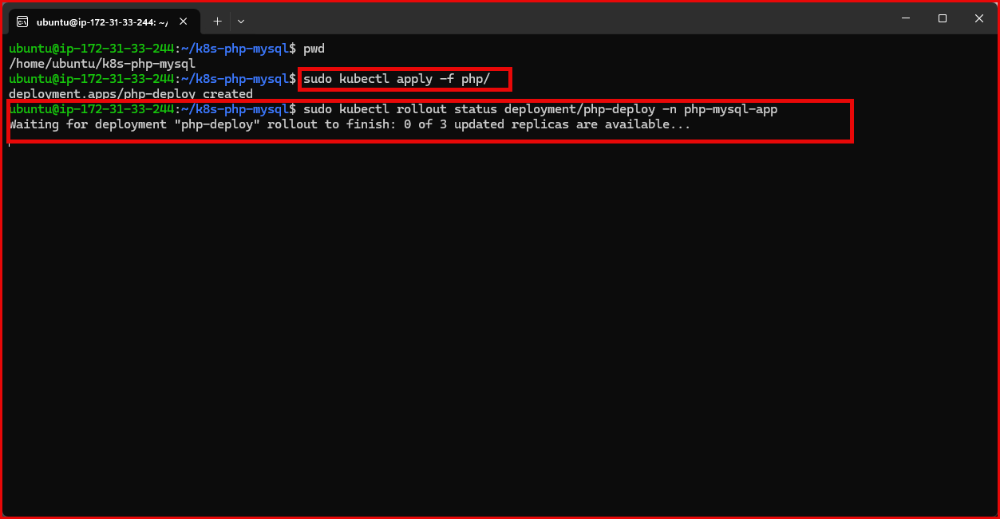 ubuntu@ip-172-31-33-244: ~/
ubuntu@ip-172-31-33-244:~/k8s-php-mysql$ pwd
/home/ubuntu/k8s-php-mysql
ubuntu@ip-172-31-33-244:~/k8s-php-mysql$ sudo kubectl apply -f php/
deployment.apps/php-deploy created
ubuntu@ip-172-31-33-244:~/k8s-php-mysql$ sudo kubectl rollout status deployment/php-deploy -n php-mysql-app
Waiting for deployment "php-deploy" rollout to finish: 0 of 3 updated replicas are available...